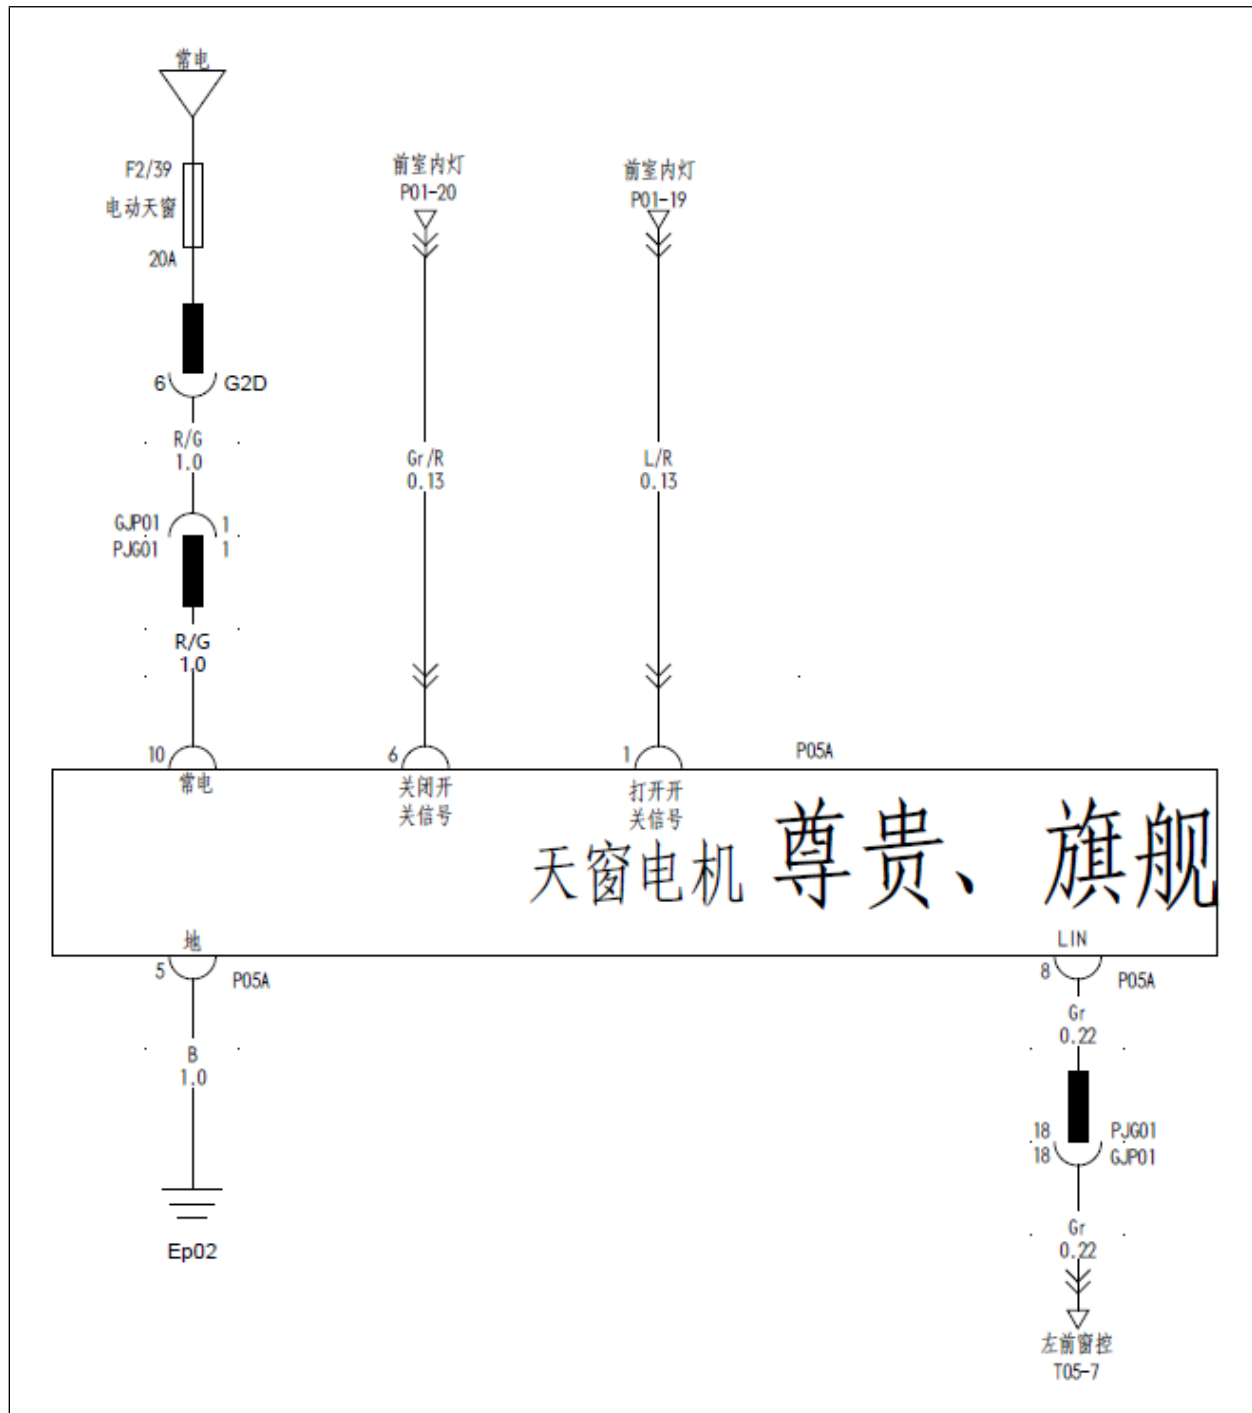 常电
F2/39
电动天窗
20A
前室内灯
P01-20
前室内灯
P01-19
6
G2D
R/G
1.0
Gr/R
0.13
L/R
0.13
GJP01
1
PJG01
1
R/G
1.0
10
6
1
P05A
常电
关闭开
关信号
打开开
关信号
天窗电机
尊贵、旗舰
地
LIN
5
P05A
8
P05A
B
1.0
Gr
0.22
18
PJG01
18
GJP01
Ep02
Gr
0.22
左前窗控
T05-7